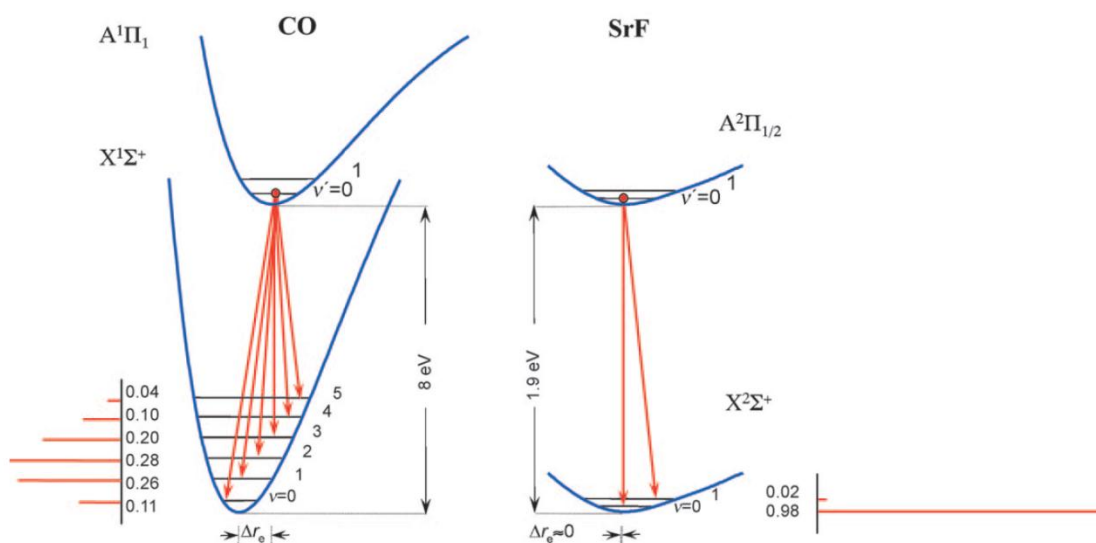 CO
A¹Π₁
X¹Σ⁺
1
v′=0
8 eV
5
4
3
2
1
v=0
0.04
0.10
0.20
0.28
0.26
0.11
Δrₑ
SrF
A²Π₁/₂
1
v′=0
1.9 eV
X²Σ⁺
1
v=0
Δrₑ≈0
0.02
0.98